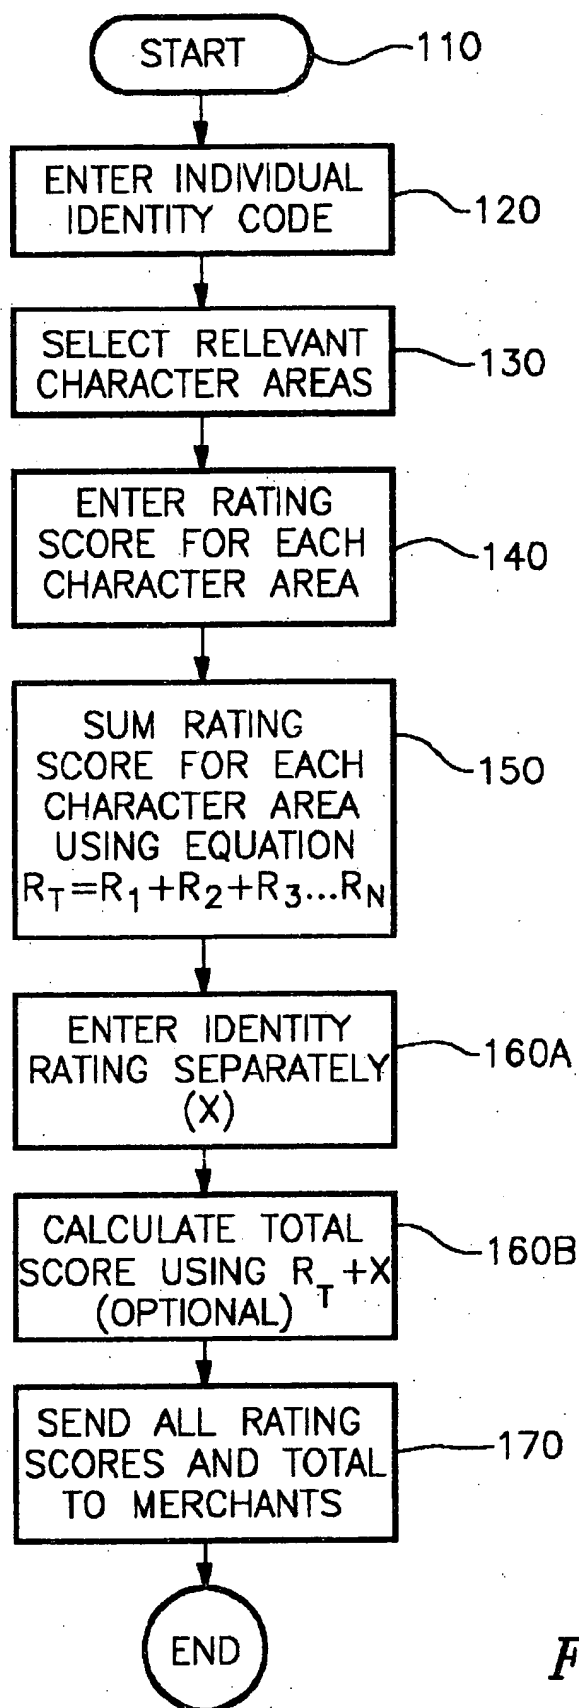 START
110
ENTER INDIVIDUAL
IDENTITY CODE
120
SELECT RELEVANT
CHARACTER AREAS
130
ENTER RATING
SCORE FOR EACH
CHARACTER AREA
140
SUM RATING
SCORE FOR EACH
CHARACTER AREA
USING EQUATION
R_T=R_1+R_2+R_3...R_N
150
ENTER IDENTITY
RATING SEPARATELY
(X)
160A
CALCULATE TOTAL
SCORE USING R_T+X
(OPTIONAL)
160B
SEND ALL RATING
SCORES AND TOTAL
TO MERCHANTS
170
END
F